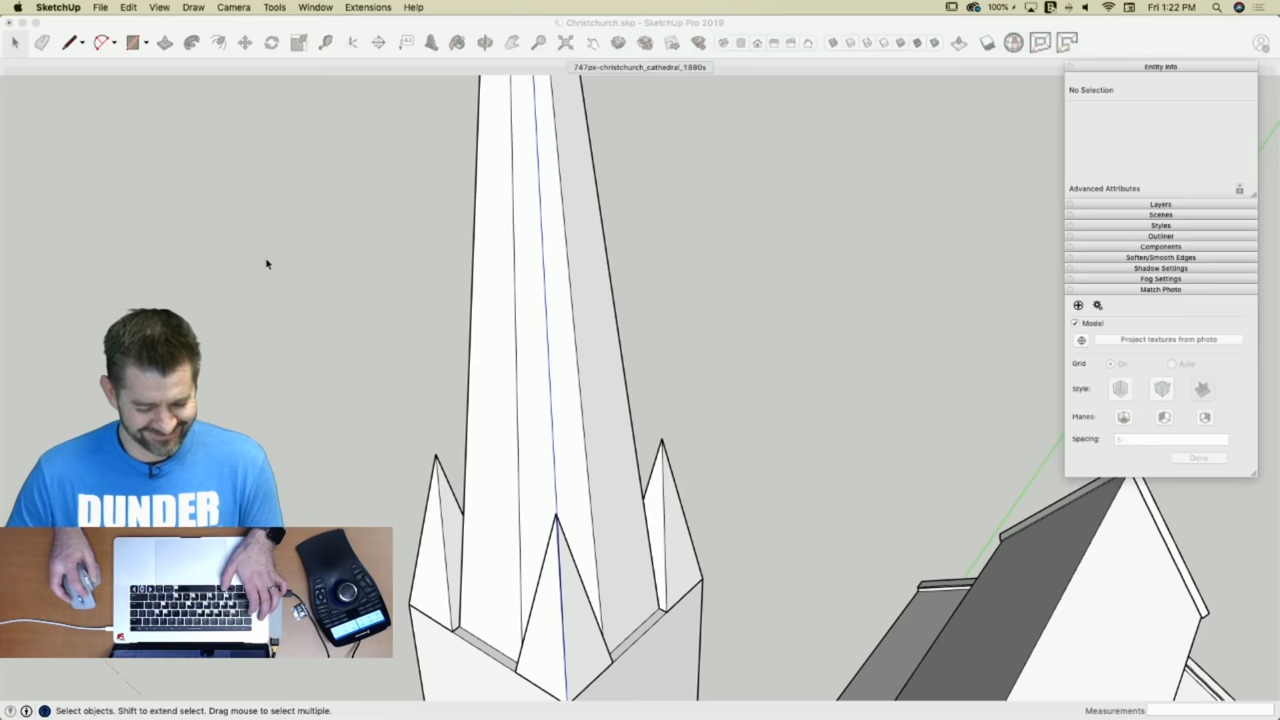 SketchUp File Edit View Draw Camera Tools Window Extensions Help
100%
Fri 1:22 PM
Christchurch.skp - SketchUp Pro 2019
747px-christchurch_cathedral_1980s
Entity Info
No Selection
Advanced Attributes
Layers
Scenes
Styles
Outliner
Components
Soften/Smooth Edges
Shadow Settings
Fog Settings
Match Photo
Model
Project textures from photo
Grid On Auto
Style:
Planes:
Spacing:
Done
DUNDER
Select objects. Shift to extend select. Drag mouse to select multiple.
Measurements